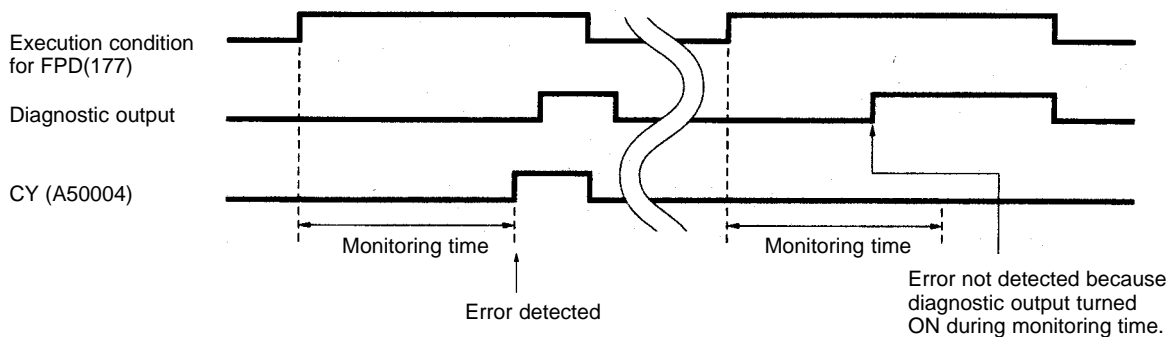 Execution condition
for FPD(177)
Diagnostic output
CY (A50004)
Monitoring time
Monitoring time
Error detected
Error not detected because
diagnostic output turned
ON during monitoring time.